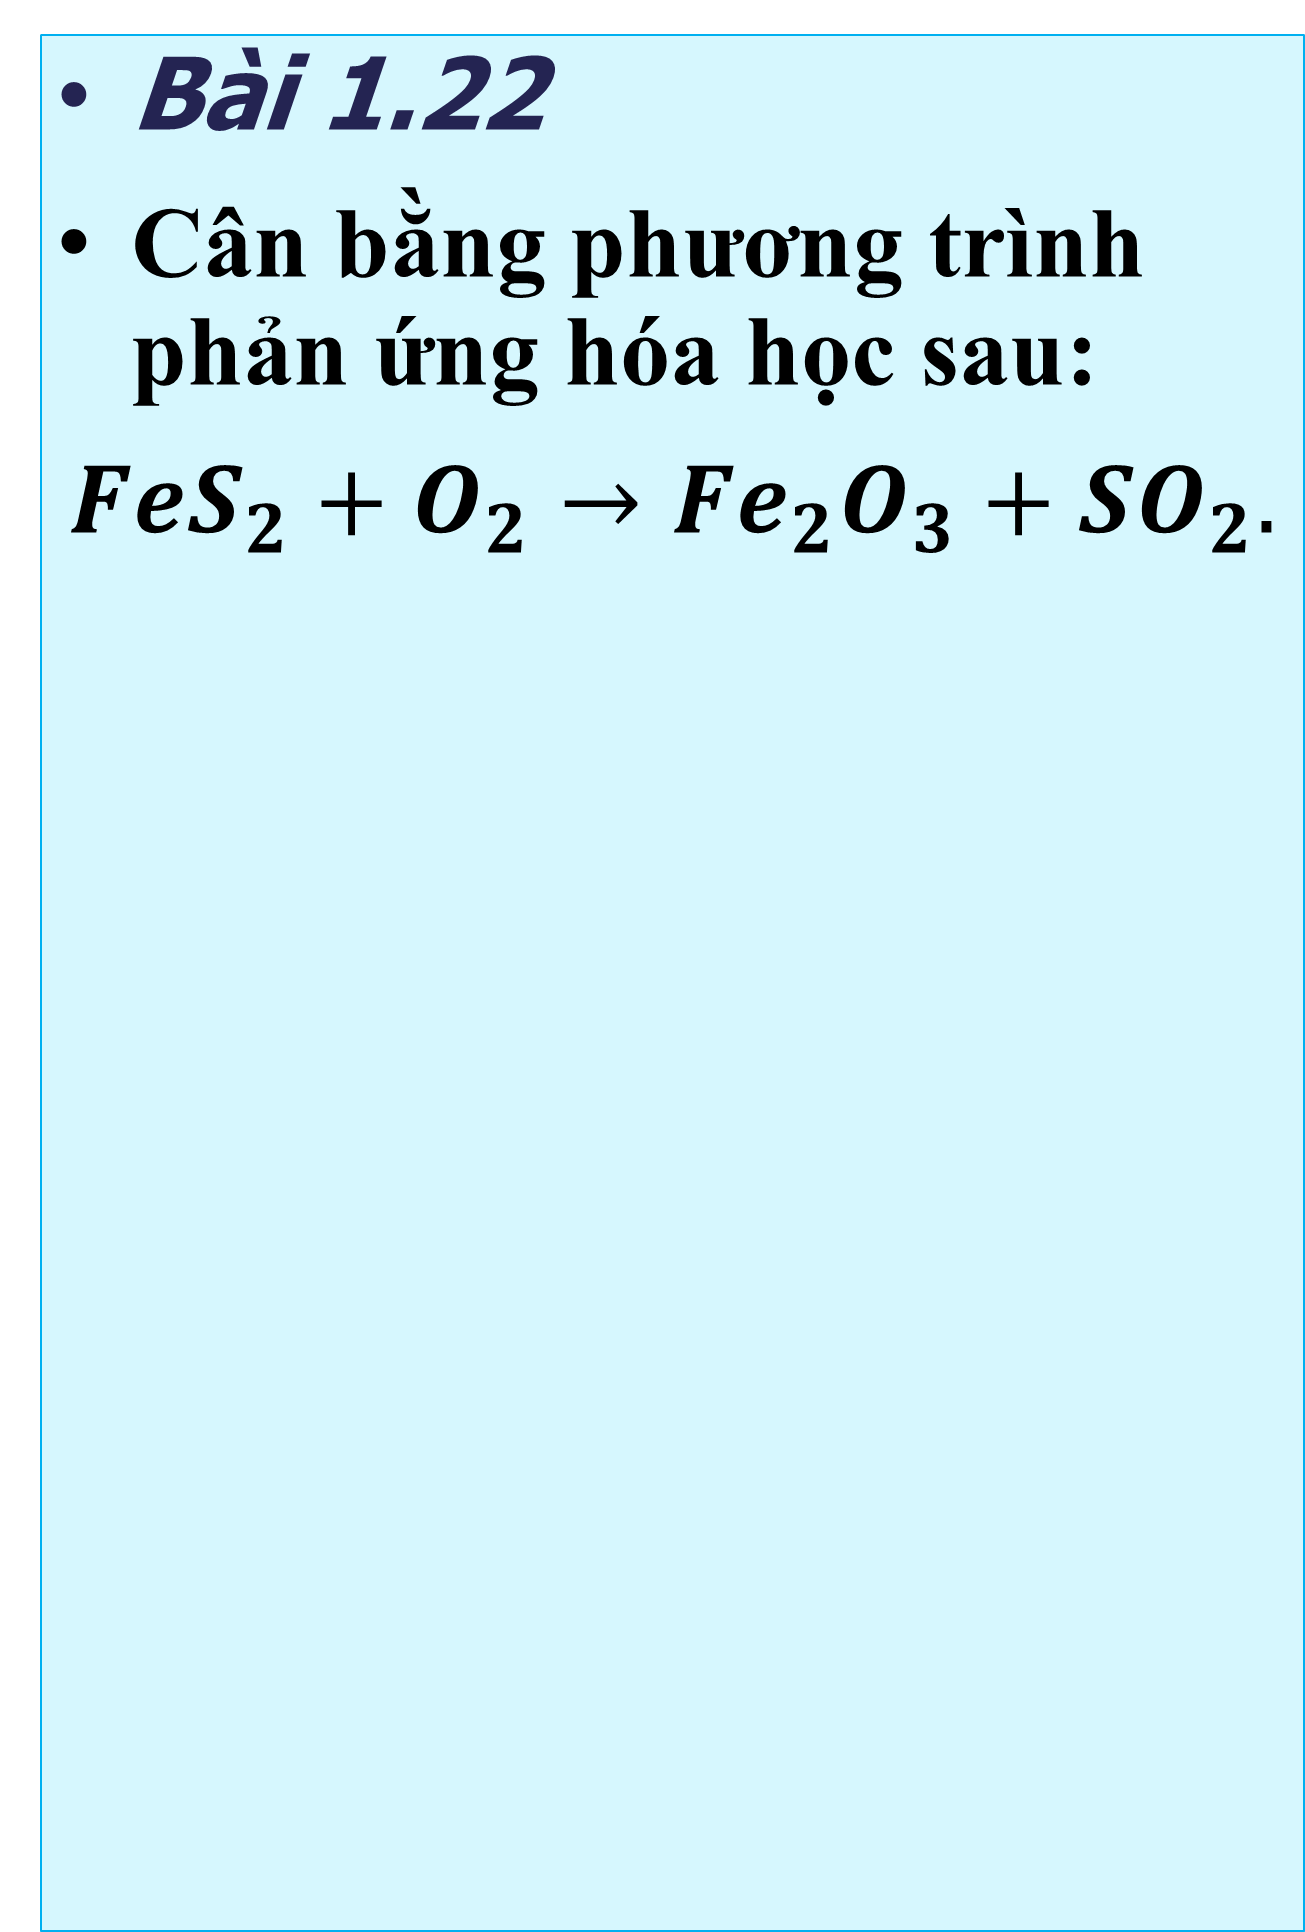 • Bài 1.22
• Cân bằng phương trình
phản ứng hóa học sau:
FeS₂ + O₂ → Fe₂O₃ + SO₂.